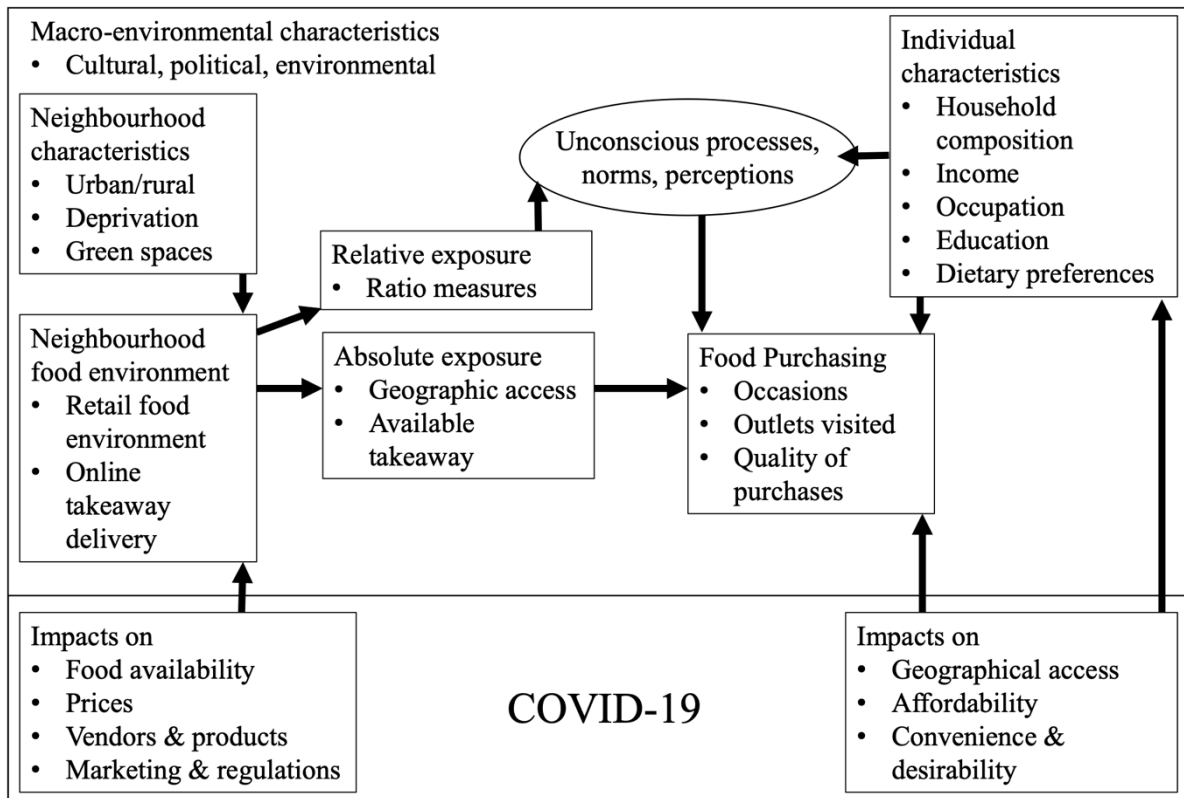 Macro-environmental characteristics
• Cultural, political, environmental
Neighbourhood
characteristics
• Urban/rural
• Deprivation
• Green spaces
Neighbourhood
food environment
• Retail food
environment
• Online
takeaway
delivery
Relative exposure
• Ratio measures
Absolute exposure
• Geographic access
• Available
takeaway
Unconscious processes,
norms, perceptions
Individual
characteristics
• Household
composition
• Income
• Occupation
• Education
• Dietary preferences
Food Purchasing
• Occasions
• Outlets visited
• Quality of
purchases
Impacts on
• Food availability
• Prices
• Vendors & products
• Marketing & regulations
COVID-19
Impacts on
• Geographical access
• Affordability
• Convenience &
desirability